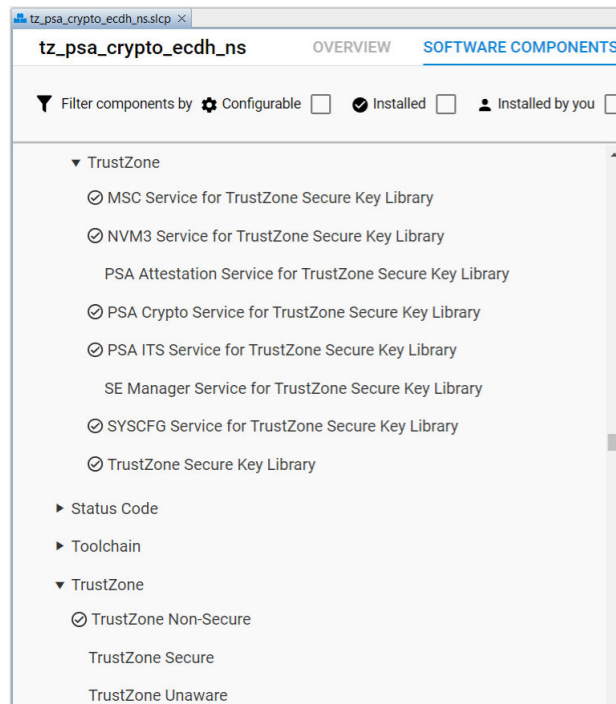 tz_psa_crypto_ecdh_ns.slcp
tz_psa_crypto_ecdh_ns OVERVIEW SOFTWARE COMPONENTS
Filter components by Configurable Installed Installed by you
TrustZone
MSC Service for TrustZone Secure Key Library
NVM3 Service for TrustZone Secure Key Library
PSA Attestation Service for TrustZone Secure Key Library
PSA Crypto Service for TrustZone Secure Key Library
PSA ITS Service for TrustZone Secure Key Library
SE Manager Service for TrustZone Secure Key Library
SYSCFG Service for TrustZone Secure Key Library
TrustZone Secure Key Library
Status Code
Toolchain
TrustZone
TrustZone Non-Secure
TrustZone Secure
TrustZone Unaware